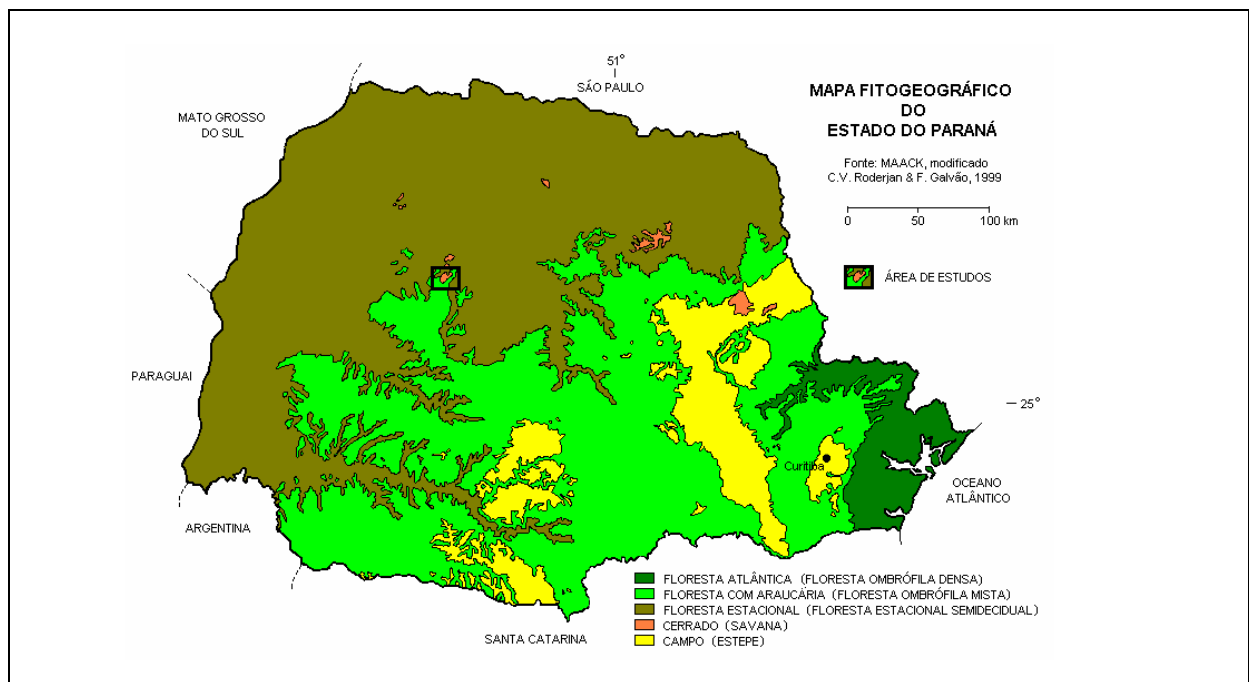 51°
SÃO PAULO
MATO GROSSO
DO SUL
MAPA FITOGEOGRÁFICO
DO
ESTADO DO PARANÁ
Fonte: MAACK, modificado
C.V. Roderjan & F. Galvão, 1999
0 50 100 km
ÁREA DE ESTUDOS
PARAGUAI
25°
Curitiba
OCEANO
ATLÂNTICO
ARGENTINA
SANTA CATARINA
FLORESTA ATLÂNTICA (FLORESTA OMBRÓFILA DENSA)
FLORESTA COM ARAUCÁRIA (FLORESTA OMBRÓFILA MISTA)
FLORESTA ESTACIONAL (FLORESTA ESTACIONAL SEMIDECIDUAL)
CERRADO (SAVANA)
CAMPO (ESTEPE)